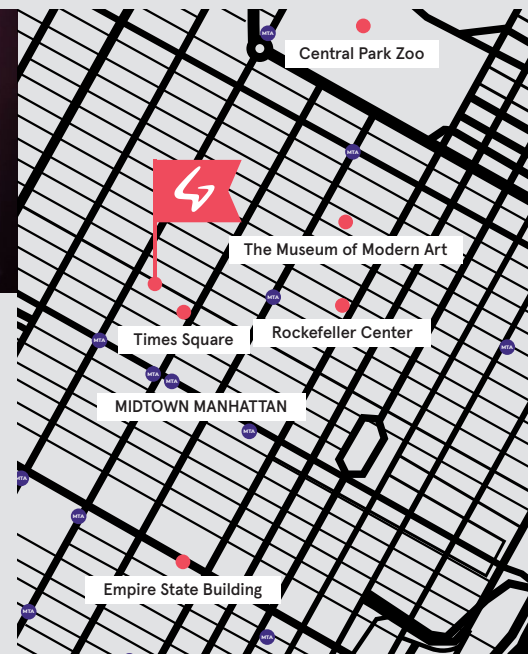 MTA
Central Park Zoo
MTA
The Museum of Modern Art
MTA
Rockefeller Center
Times Square
MTA
MTA
MTA
MTA
MIDTOWN MANHATTAN
MTA
MTA
MTA
Empire State Building
MTA
MTA